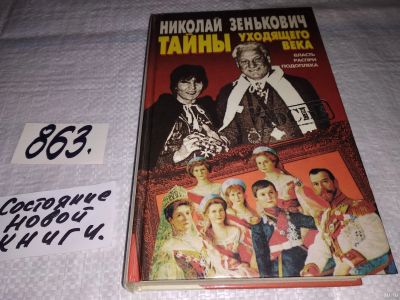 НИКОЛАЙ ЗЕНЬКОВИЧ
ТАЙНЫ
УХОДЯЩЕГО
ВЕКА
ВЛАСТЬ
РАСПРИ
ПОДОПЛЕКА
863.
Состояние
новой
книги.